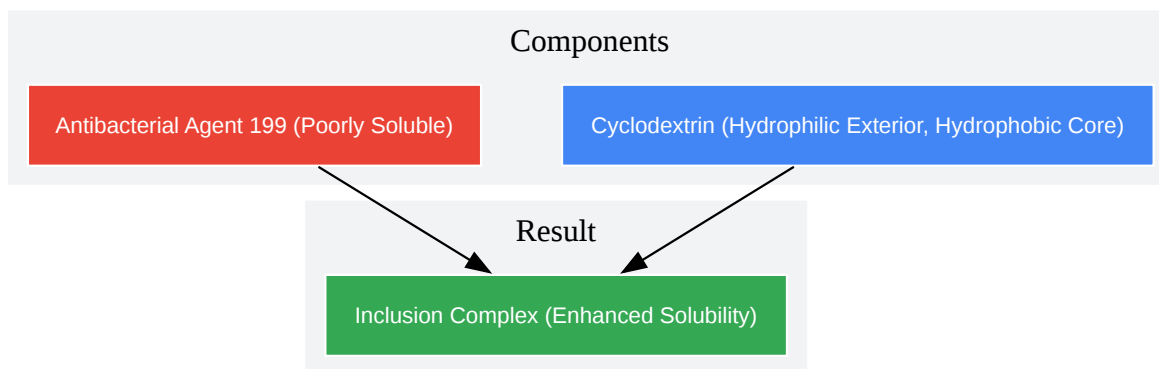 Components
Antibacterial Agent 199 (Poorly Soluble)
Cyclodextrin (Hydrophilic Exterior, Hydrophobic Core)
Result
Inclusion Complex (Enhanced Solubility)